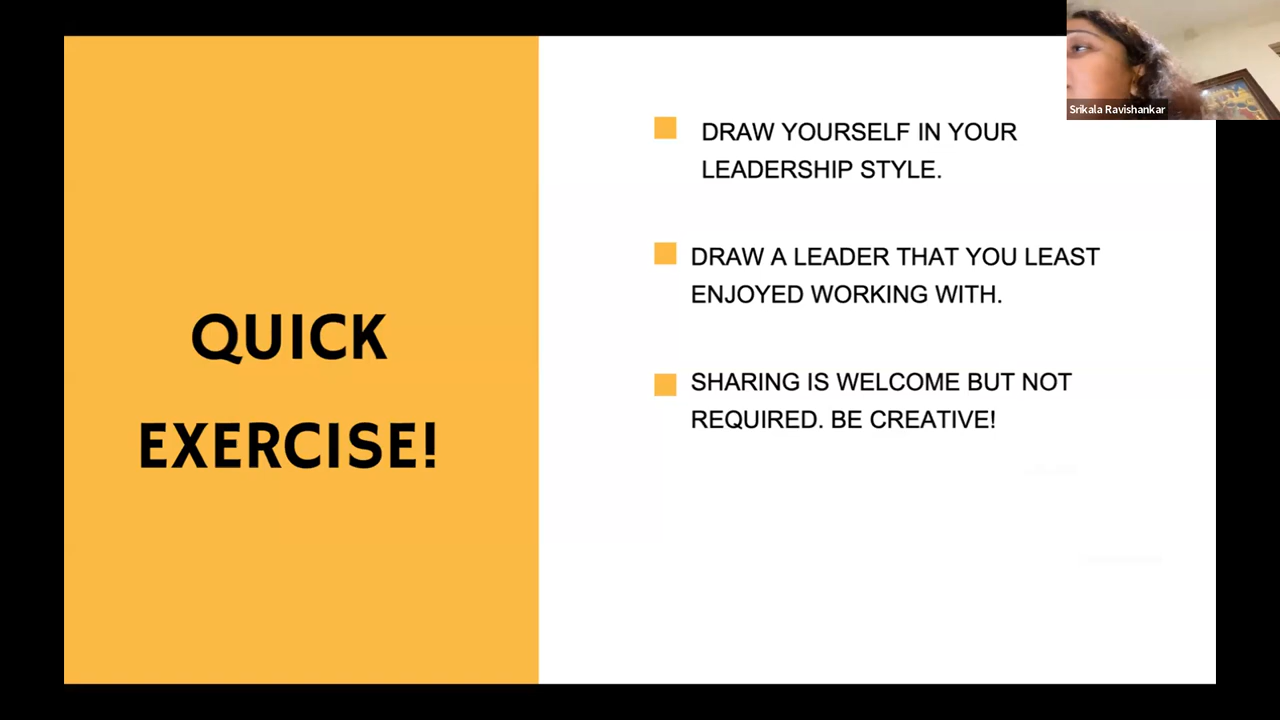 QUICK
EXERCISE!
DRAW YOURSELF IN YOUR
LEADERSHIP STYLE.
DRAW A LEADER THAT YOU LEAST
ENJOYED WORKING WITH.
SHARING IS WELCOME BUT NOT
REQUIRED. BE CREATIVE!
Srikala Ravishankar